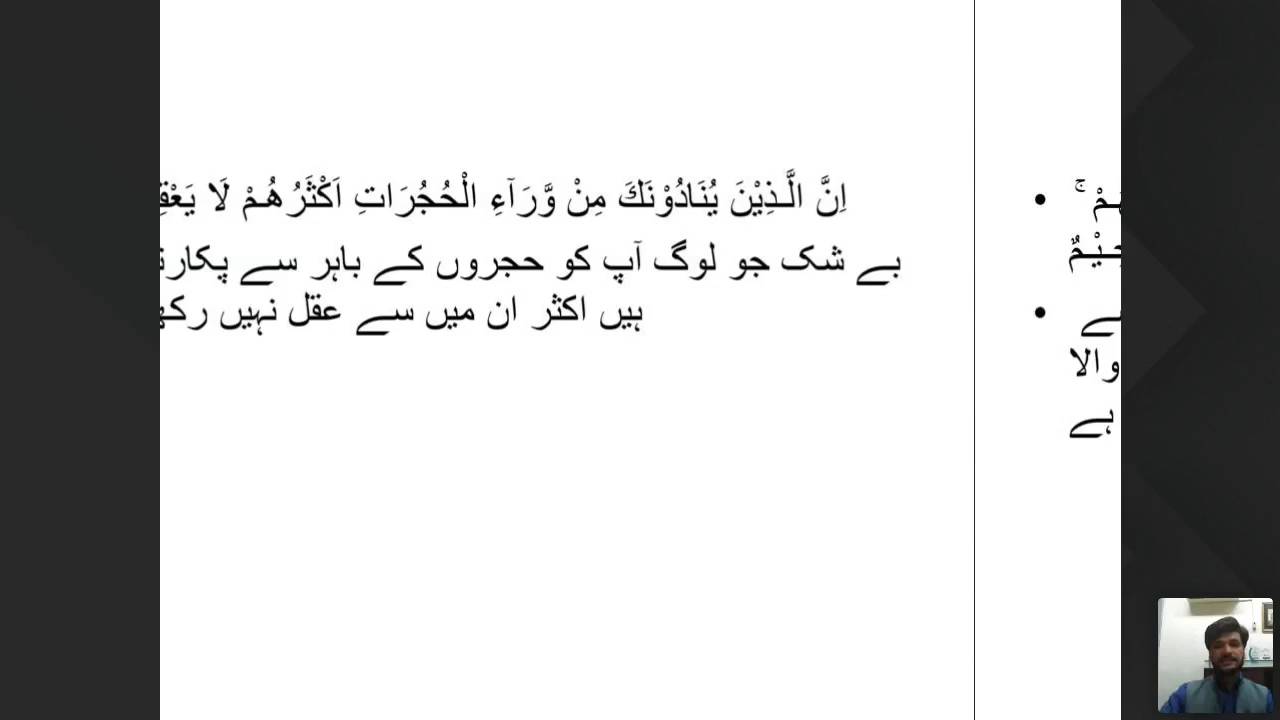 اِنَّ الَّـذِيْنَ يُنَادُوْنَكَ مِنْ وَّرَآءِ الْحُجُرَاتِ اَكْثَرُهُـمْ لَا
بے شک جو لوگ آپ کو حجروں کے باہر سے
ہیں اکثر ان میں سے عقل نہیں
والا
ہے